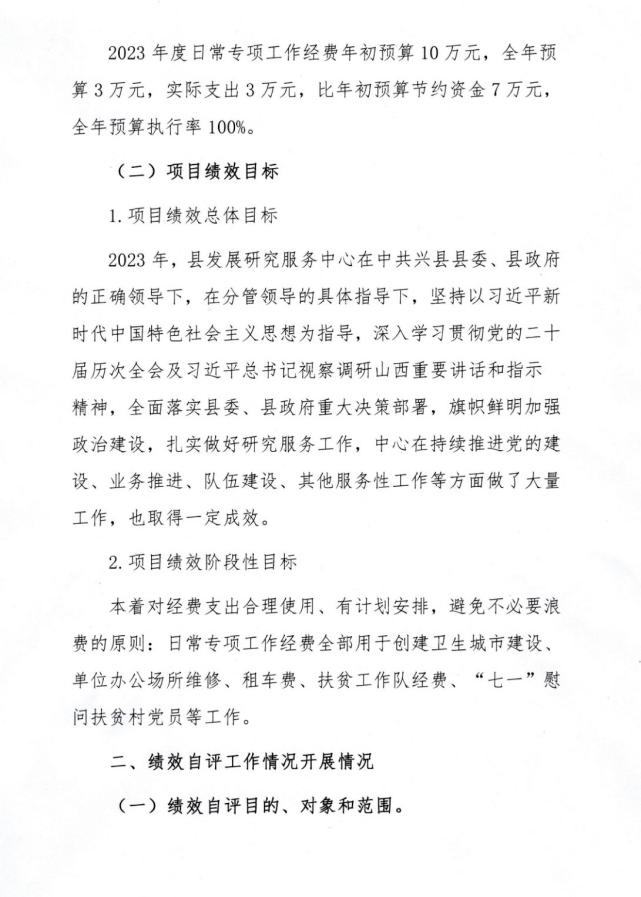 2023 年度日常专项工作经费年初预算 10 万元，全年预
算 3 万元，实际支出 3 万元，比年初预算节约资金 7 万元，
全年预算执行率 100%。
（二）项目绩效目标
1.项目绩效总体目标
2023 年，县发展研究服务中心在中共兴县县委、县政府
的正确领导下，在分管领导的具体指导下，坚持以习近平新
时代中国特色社会主义思想为指导，深入学习贯彻党的二十
届历次全会及习近平总书记视察调研山西重要讲话和指示
精神，全面落实县委、县政府重大决策部署，旗帜鲜明加强
政治建设，扎实做好研究服务工作，中心在持续推进党的建
设、业务推进、队伍建设、其他服务性工作等方面做了大量
工作，也取得一定成效。
2.项目绩效阶段性目标
本着对经费支出合理使用、有计划安排，避免不必要浪
费的原则：日常专项工作经费全部用于创建卫生城市建设、
单位办公场所维修、租车费、扶贫工作队经费、“七一”慰
问扶贫村党员等工作。
二、绩效自评工作情况开展情况
（一）绩效自评目的、对象和范围。